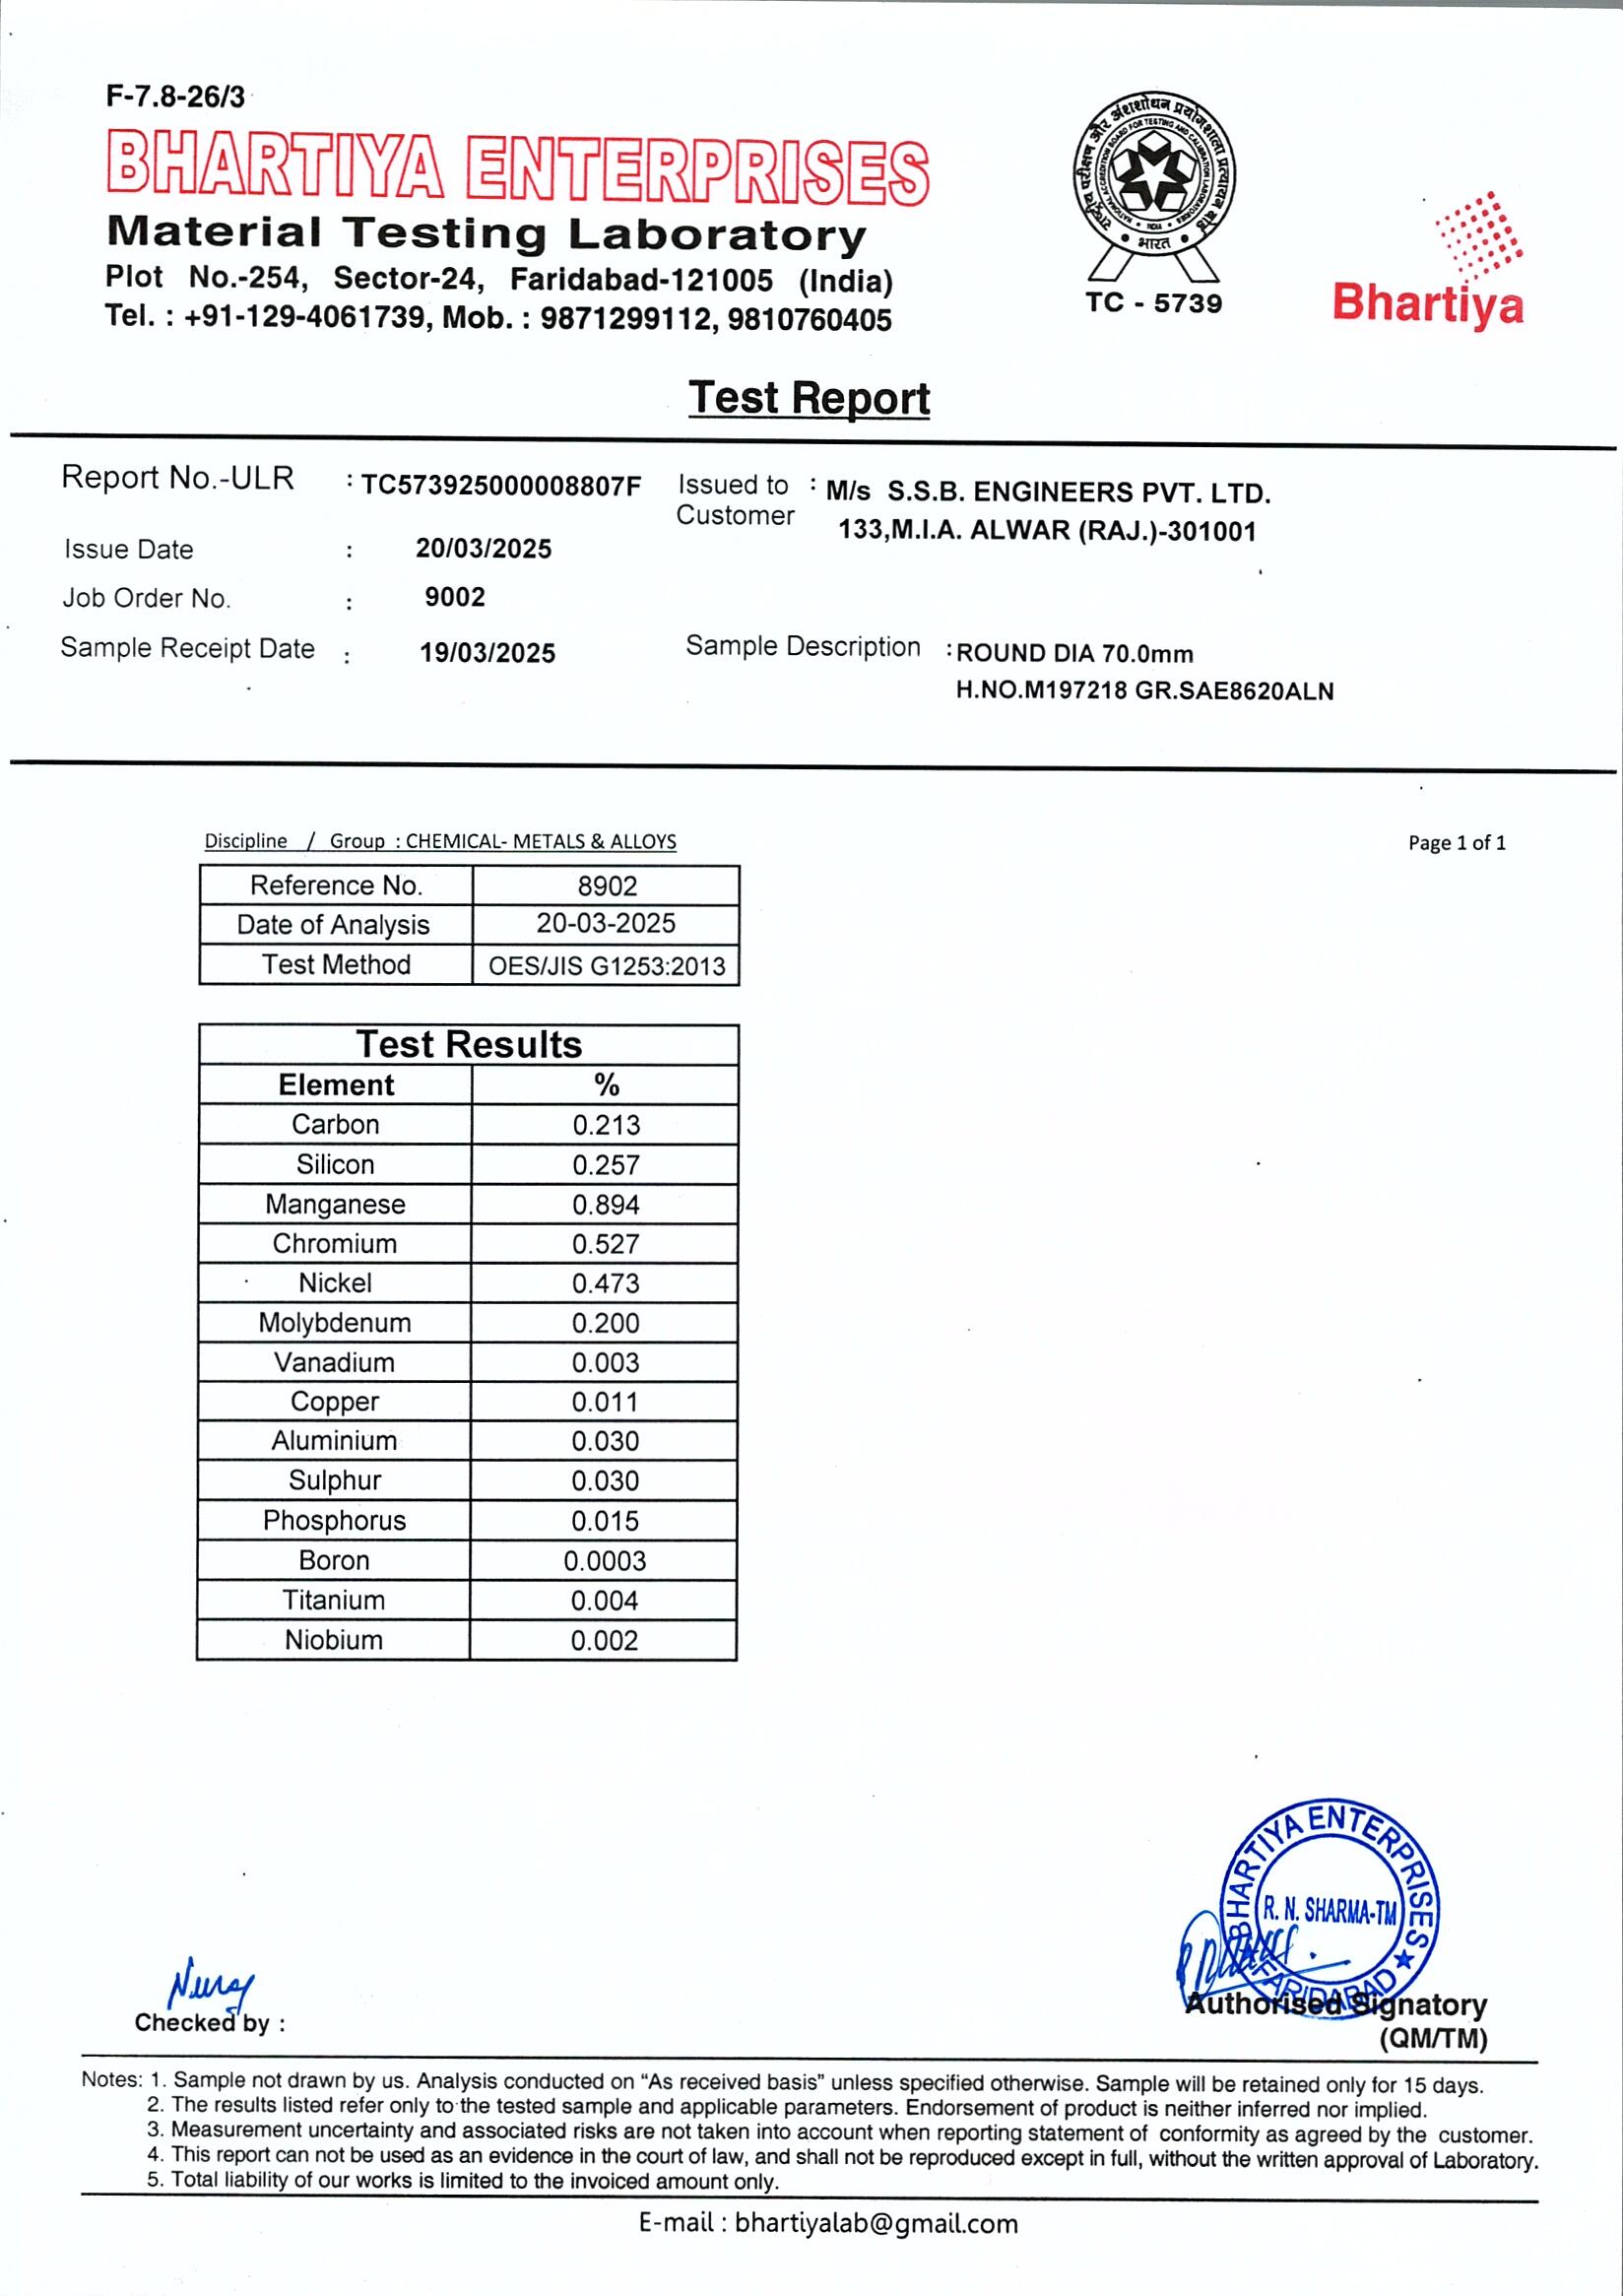 F-7.8-26/3
BHARTIYA ENTERPRISES
Material Testing Laboratory
Plot No.-254, Sector-24, Faridabad-121005 (India)
Tel. : +91-129-4061739, Mob. : 9871299112, 9810760405
राष्ट्रीय परीक्षण और अंशशोधन प्रयोगशाला प्रत्यायन बोर्ड
NATIONAL ACCREDITATION BOARD FOR TESTING AND CALIBRATION LABORATORIES
INDIA
भारत
TC - 5739
Bhartiya
Test Report
Report No.-ULR : TC573925000008807F
Issued to Customer : M/s S.S.B. ENGINEERS PVT. LTD.
133,M.I.A. ALWAR (RAJ.)-301001
Issue Date : 20/03/2025
Job Order No. : 9002
Sample Receipt Date : 19/03/2025
Sample Description : ROUND DIA 70.0mm
H.NO.M197218 GR.SAE8620ALN
Discipline / Group : CHEMICAL- METALS & ALLOYS
Page 1 of 1
Reference No. 8902
Date of Analysis 20-03-2025
Test Method OES/JIS G1253:2013
Test Results
Element %
Carbon 0.213
Silicon 0.257
Manganese 0.894
Chromium 0.527
Nickel 0.473
Molybdenum 0.200
Vanadium 0.003
Copper 0.011
Aluminium 0.030
Sulphur 0.030
Phosphorus 0.015
Boron 0.0003
Titanium 0.004
Niobium 0.002
BHARTIYA ENTERPRISES
R. N. SHARMA-TM
★ FARIDABAD ★
Checked by :
Authorised Signatory
(QM/TM)
Notes: 1. Sample not drawn by us. Analysis conducted on “As received basis” unless specified otherwise. Sample will be retained only for 15 days.
2. The results listed refer only to the tested sample and applicable parameters. Endorsement of product is neither inferred nor implied.
3. Measurement uncertainty and associated risks are not taken into account when reporting statement of conformity as agreed by the customer.
4. This report can not be used as an evidence in the court of law, and shall not be reproduced except in full, without the written approval of Laboratory.
5. Total liability of our works is limited to the invoiced amount only.
E-mail : bhartiyalab@gmail.com